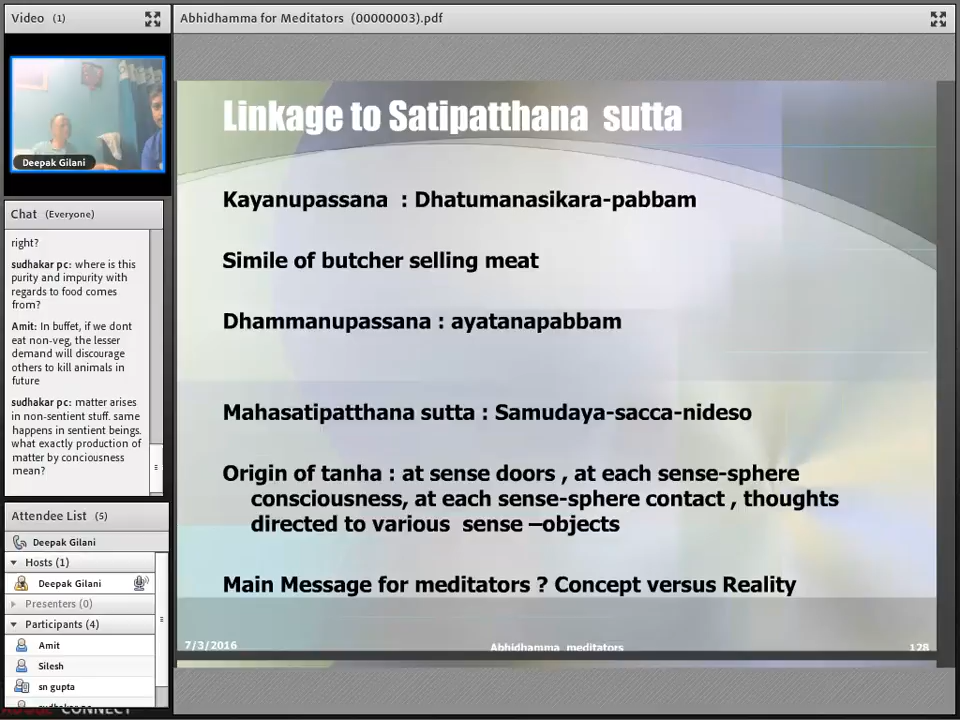 Video (1)
Deepak Gilani
Chat (Everyone)
right?
sudhakar pc: where is this
purity and impurity with
regards to food comes
from?
Amit: In buffet, if we dont
eat non-veg, the lesser
demand will discourage
others to kill animals in
future
sudhakar pc: matter arises
in non-sentient stuff. same
happens in sentient beings.
what exactly production of
matter by conciousness
mean?
Attendee List (5)
Deepak Gilani
Hosts (1)
Deepak Gilani
Presenters (0)
Participants (4)
Amit
Silesh
sn gupta
CONNECT
Abhidhamma for Meditators (00000003).pdf
Linkage to Satipatthana sutta
Kayanupassana : Dhatumanasikara-pabbam
Simile of butcher selling meat
Dhammanupassana : ayatanapabbam
Mahasatipatthana sutta : Samudaya-sacca-nideso
Origin of tanha : at sense doors , at each sense-sphere
consciousness, at each sense-sphere contact , thoughts
directed to various sense –objects
Main Message for meditators ? Concept versus Reality
7/3/2016
Abhidhamma meditators
128